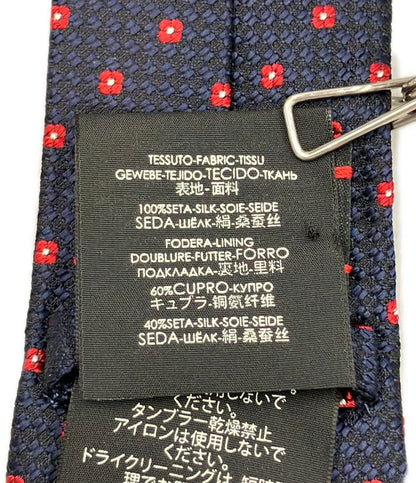 TESSUTO-FABRIC-TISSU
GEWEBE-TEJIDO-TECIDO-ТКАНЬ
表地-面料
100%SETA-SILK-SOIE-SEIDE
SEDA-ШЁЛК-絹-桑蚕丝
FODERA-LINING
DOUBLURE-FUTTER-FORRO
ПОДКЛАДКА-裏地-里料
60%CUPRO-КУПРО
キュプラ-铜氨纤维
40%SETA-SILK-SOIE-SEIDE
SEDA-ШЁЛК-絹-桑蚕丝
ください。
タンブラー乾燥禁止
アイロンは使用しないで
ください。
ドライクリーニングは、短時間